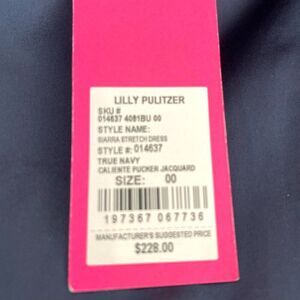 LILLY PULITZER
SKU #
014637 4081BU 00
STYLE NAME:
SIARRA STRETCH DRESS
STYLE #: 014637
TRUE NAVY
CALIENTE PUCKER JACQUARD
SIZE: 00
197367 067736
MANUFACTURER'S SUGGESTED PRICE
$228.00